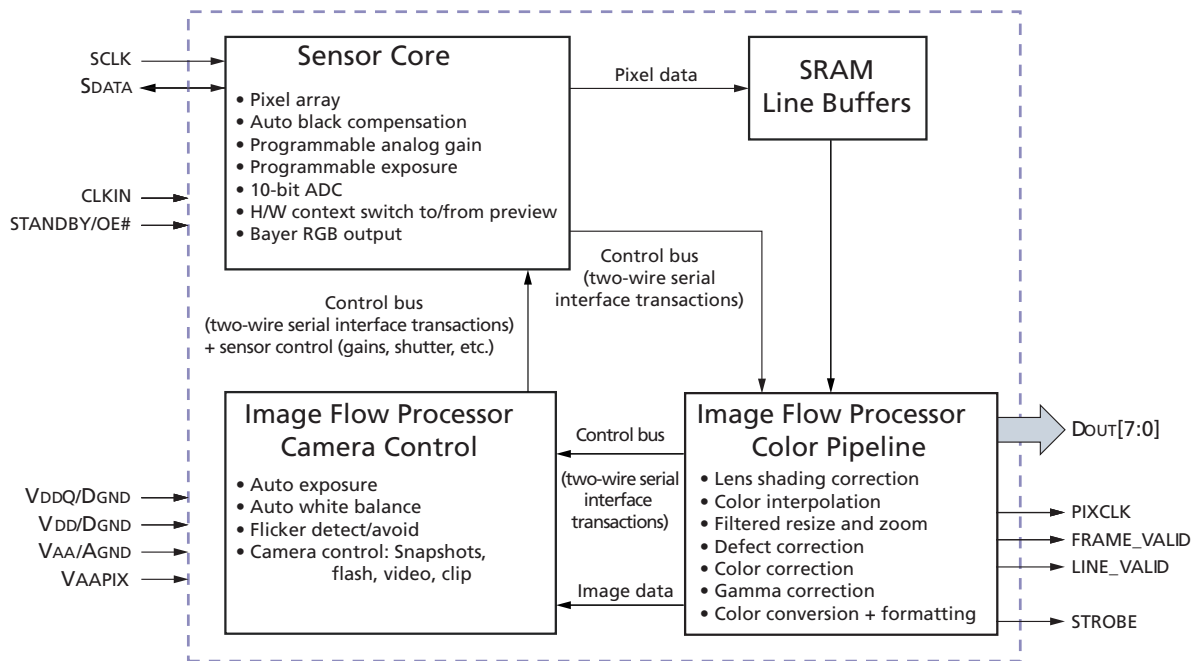 SCLK
SDATA
CLKIN
STANDBY/OE#
Sensor Core
• Pixel array
• Auto black compensation
• Programmable analog gain
• Programmable exposure
• 10-bit ADC
• H/W context switch to/from preview
• Bayer RGB output
Pixel data
SRAM
Line Buffers
Control bus
(two-wire serial
interface transactions)
Control bus
(two-wire serial interface transactions)
+ sensor control (gains, shutter, etc.)
VDDQ/DGND
VDD/DGND
VAA/AGND
VAAPIX
Image Flow Processor
Camera Control
• Auto exposure
• Auto white balance
• Flicker detect/avoid
• Camera control: Snapshots,
flash, video, clip
Control bus
(two-wire serial
interface
transactions)
Image data
Image Flow Processor
Color Pipeline
• Lens shading correction
• Color interpolation
• Filtered resize and zoom
• Defect correction
• Color correction
• Gamma correction
• Color conversion + formatting
DOUT[7:0]
PIXCLK
FRAME_VALID
LINE_VALID
STROBE